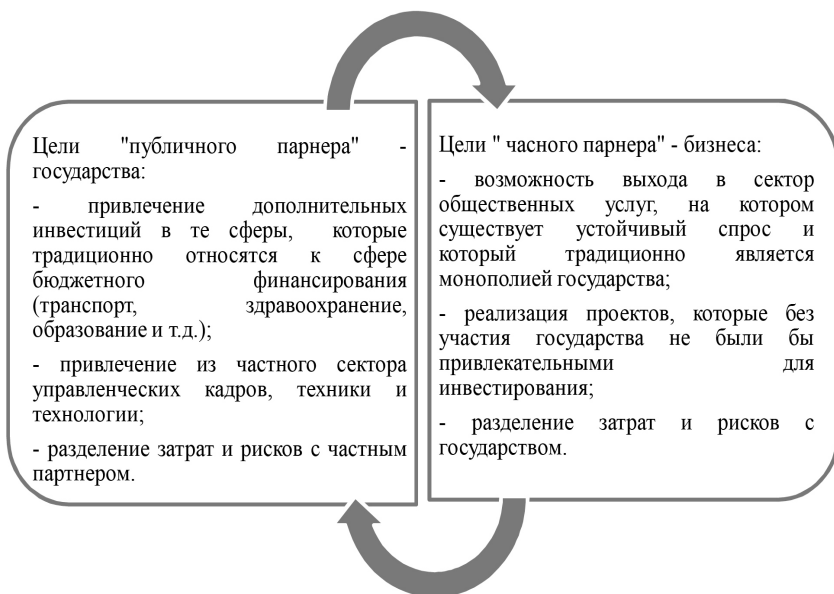 Цели "публичного парнера" -
государства:
- привлечение дополнительных
инвестиций в те сферы, которые
традиционно относятся к сфере
бюджетного финансирования
(транспорт, здравоохранение,
образование и т.д.);
- привлечение из частного сектора
управленческих кадров, техники и
технологии;
- разделение затрат и рисков с частным
партнером.
Цели " часного парнера" - бизнеса:
- возможность выхода в сектор
общественных услуг, на котором
существует устойчивый спрос и
который традиционно является
монополией государства;
- реализация проектов, которые без
участия государства не были бы
привлекательными для
инвестирования;
- разделение затрат и рисков с
государством.